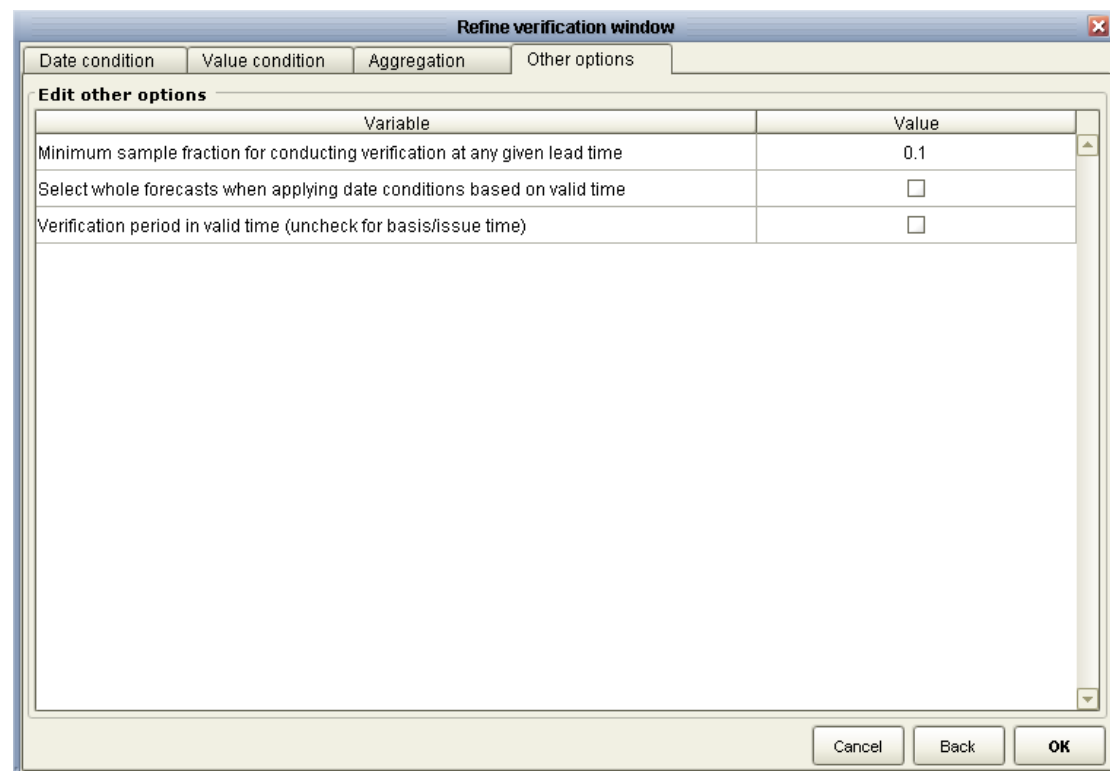 Refine verification window
Date condition Value condition Aggregation Other options
Edit other options
Variable Value
Minimum sample fraction for conducting verification at any given lead time 0.1
Select whole forecasts when applying date conditions based on valid time
Verification period in valid time (uncheck for basis/issue time)
Cancel Back OK